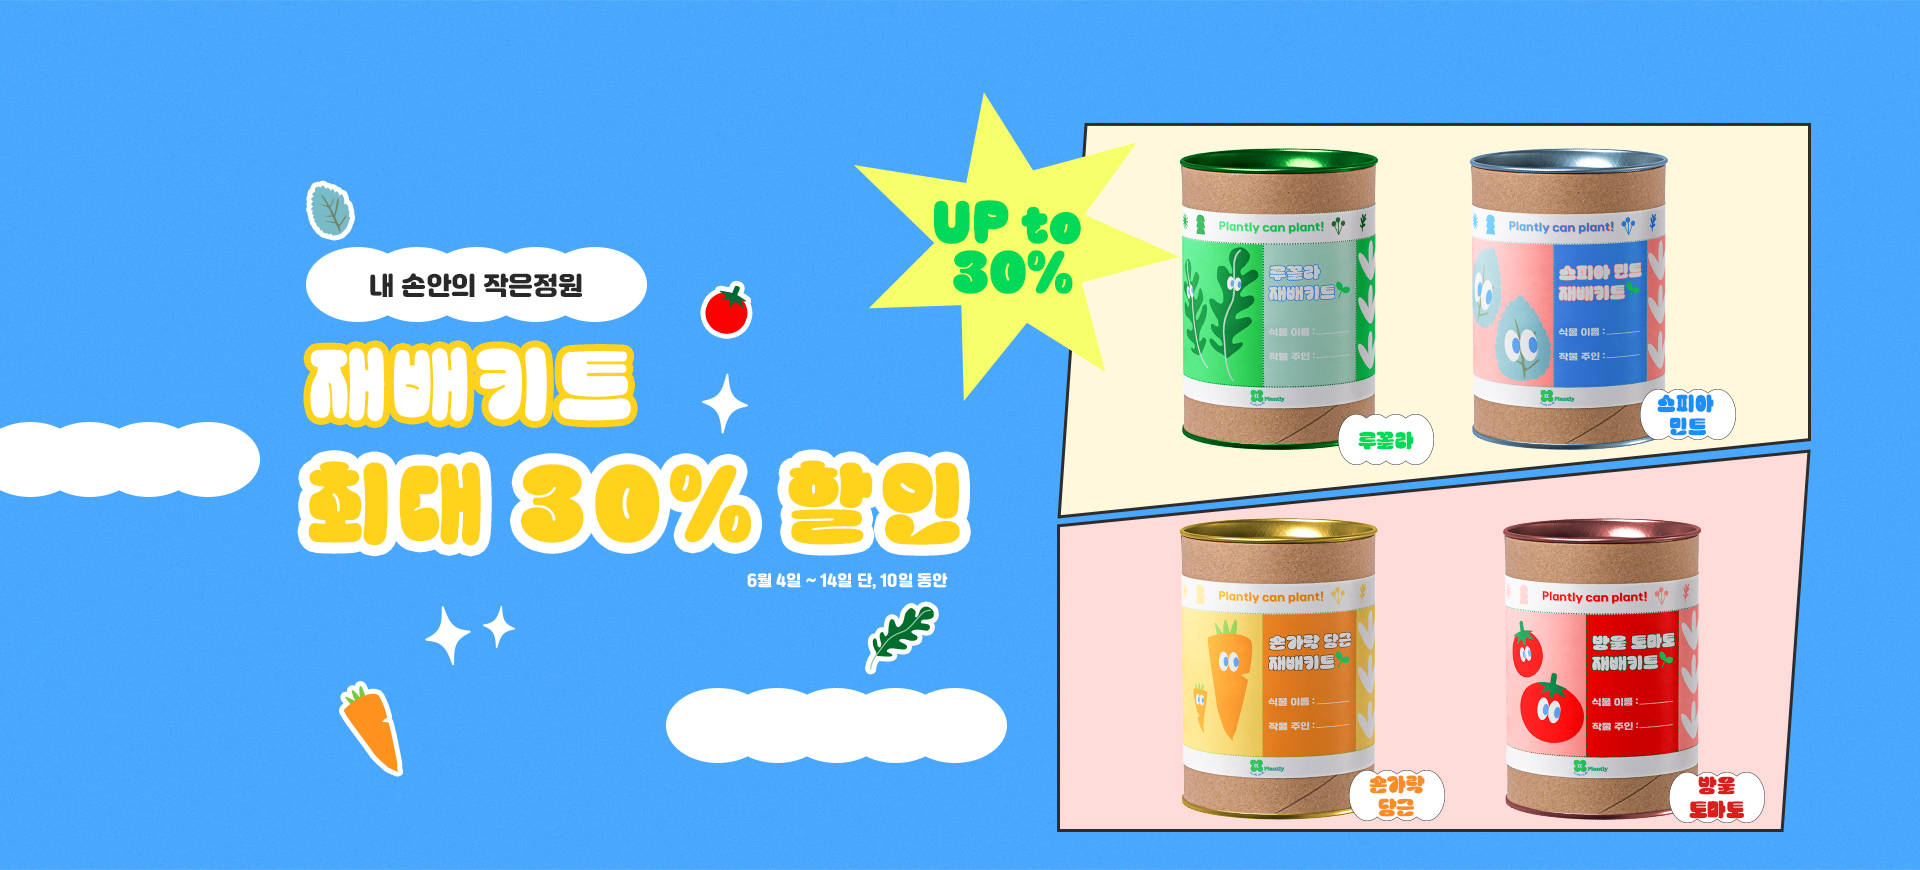 내 손안의 작은정원
재배키트
최대 30% 할인
6월 4일 ~ 14일 단, 10일 동안
UP to
30%
Plantly can plant!
루꼴라
재배키트
식물 이름 :
작물 주인 :
Plantly
루꼴라
Plantly can plant!
스피아 민트
재배키트
식물 이름 :
작물 주인 :
Plantly
스피아
민트
Plantly can plant!
손가락 당근
재배키트
식물 이름 :
작물 주인 :
Plantly
손가락
당근
Plantly can plant!
방울 토마토
재배키트
식물 이름 :
작물 주인 :
Plantly
방울
토마토